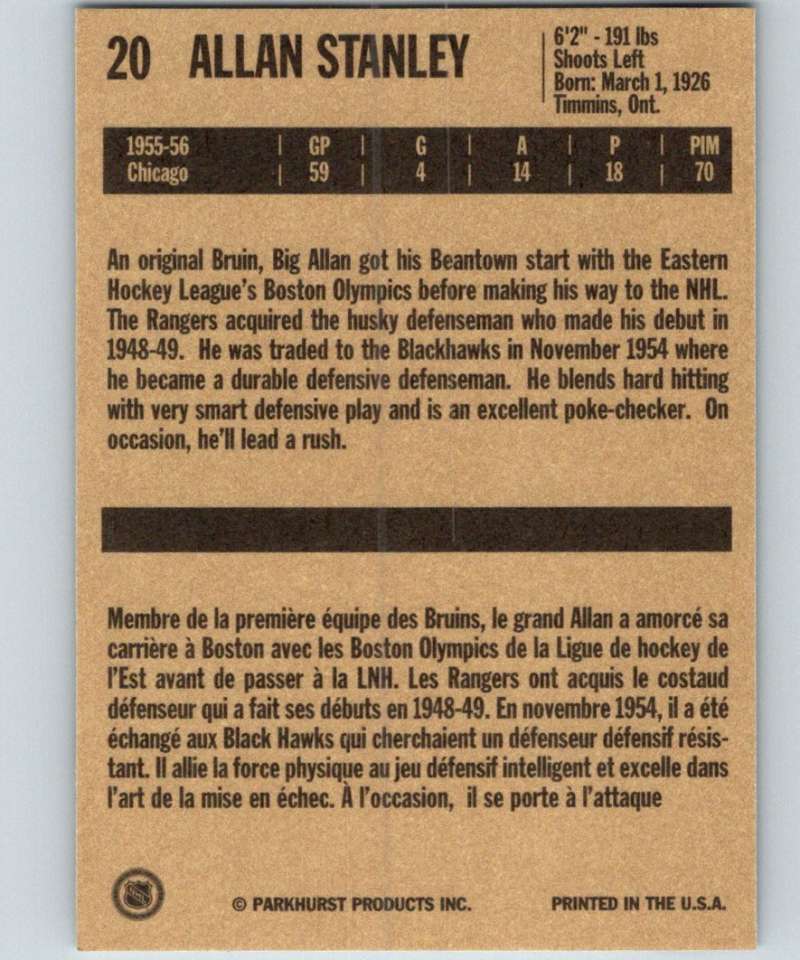 20 ALLAN STANLEY
6'2" - 191 lbs
Shoots Left
Born: March 1, 1926
Timmins, Ont.
1955-56 | GP | G | A | P | PIM
Chicago | 59 | 4 | 14 | 18 | 70
An original Bruin, Big Allan got his Beantown start with the Eastern
Hockey League's Boston Olympics before making his way to the NHL.
The Rangers acquired the husky defenseman who made his debut in
1948-49. He was traded to the Blackhawks in November 1954 where
he became a durable defensive defenseman. He blends hard hitting
with very smart defensive play and is an excellent poke-checker. On
occasion, he'll lead a rush.
Membre de la première équipe des Bruins, le grand Allan a amorcé sa
carrière à Boston avec les Boston Olympics de la Ligue de hockey de
l'Est avant de passer à la LNH. Les Rangers ont acquis le costaud
défenseur qui a fait ses débuts en 1948-49. En novembre 1954, il a été
échangé aux Black Hawks qui cherchaient un défenseur défensif résis-
tant. Il allie la force physique au jeu défensif intelligent et excelle dans
l'art de la mise en échec. À l'occasion, il se porte à l'attaque
© PARKHURST PRODUCTS INC. PRINTED IN THE U.S.A.